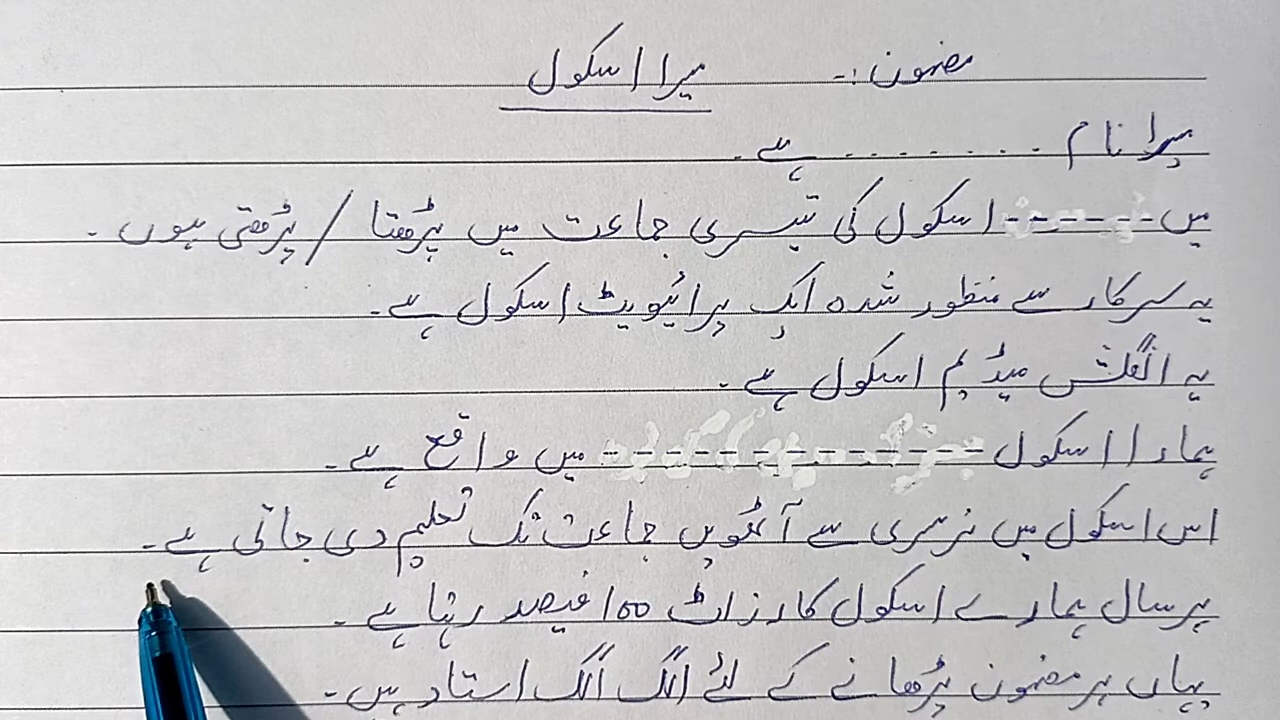 مضمون :- میرا اسکول
میرا نام ........ ہے ۔
میں ------ اسکول کی تیسری جماعت میں پڑھتا / پڑھتی ہوں ۔
یہ سرکار سے منظور شدہ ایک پرائیویٹ اسکول ہے ۔
یہ انگلش میڈیم اسکول ہے ۔
ہمارا اسکول ------------- میں واقع ہے ۔
اس اسکول میں نرسری سے آٹھویں جماعت تک تعلیم دی جاتی ہے ۔
ہر سال ہمارے اسکول کا رزلٹ 100 فیصد رہتا ہے ۔
یہاں ہر مضمون پڑھانے کے لئے الگ الگ استاد ہیں ۔